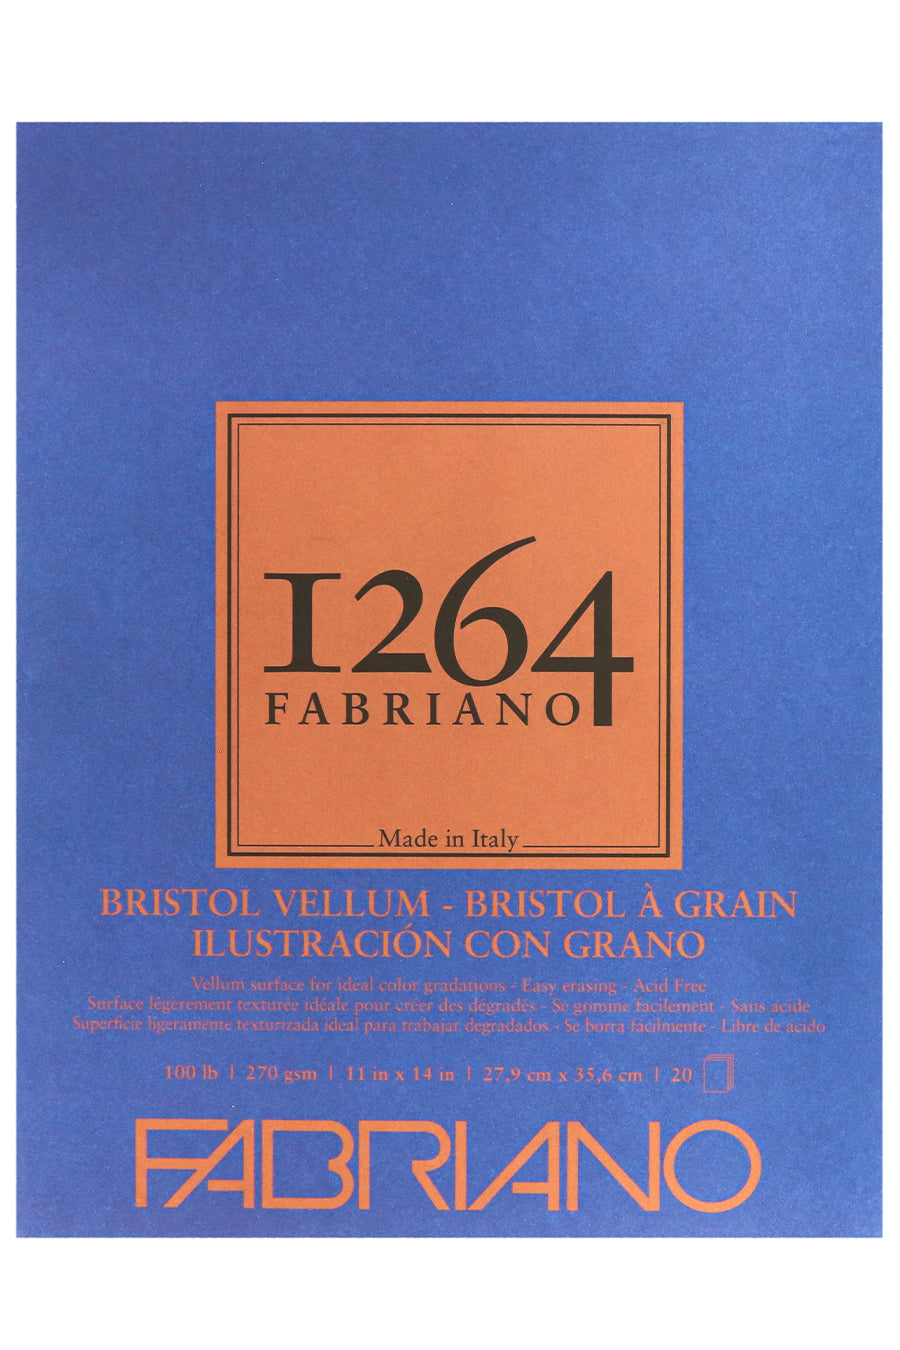 1264
FABRIANO
Made in Italy
BRISTOL VELLUM - BRISTOL À GRAIN
ILUSTRACIÓN CON GRANO
Vellum surface for ideal color gradations - Easy erasing - Acid Free
Surface légerement texturée idéale pour créer des dégradés - Se gomme facilement - Sans acide
Superficie ligeramente texturizada ideal para trabajar degradados - Se borra fácilmente - Libre de ácido
100 lb | 270 gsm | 11 in x 14 in | 27,9 cm x 35,6 cm | 20
FABRIANO